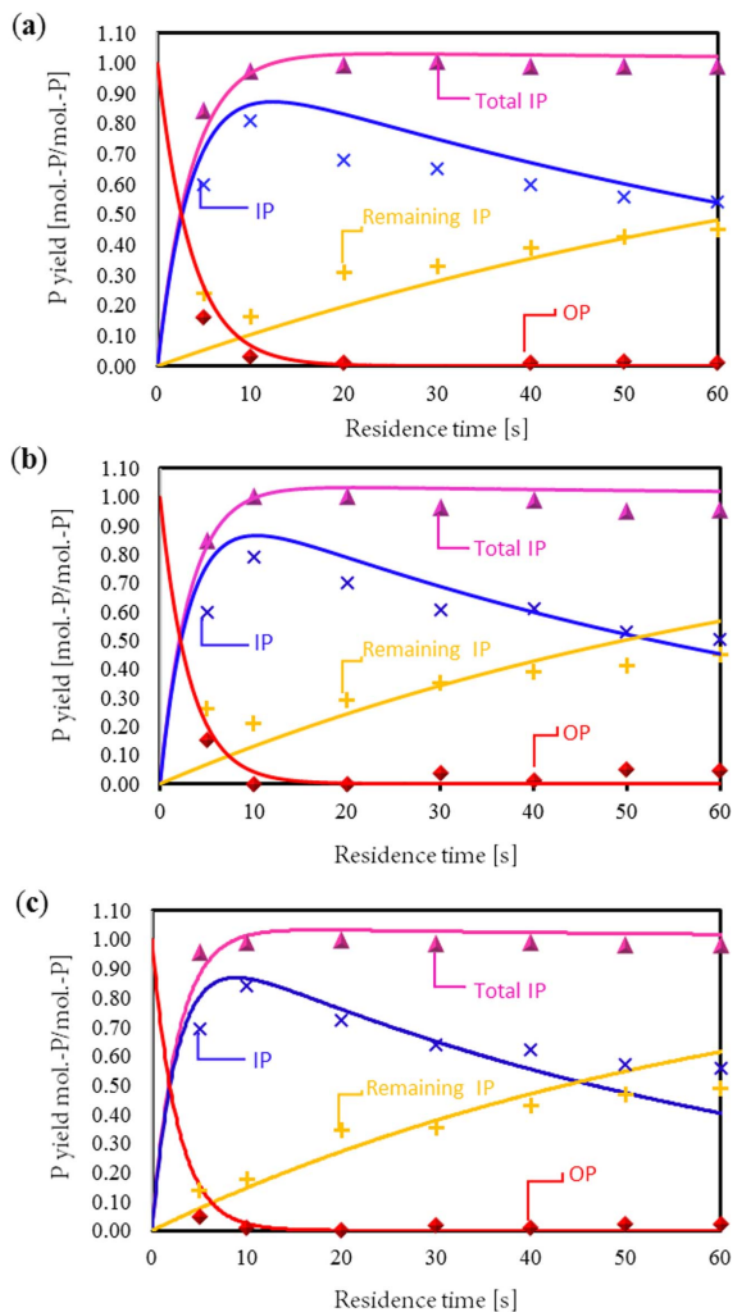 (a)
P yield [mol.-P/mol.-P]
1.10
1.00
0.90
0.80
0.70
0.60
0.50
0.40
0.30
0.20
0.10
0.00
Total IP
IP
Remaining IP
OP
0 10 20 30 40 50 60
Residence time [s]
(b)
P yield [mol.-P/mol.-P]
1.10
1.00
0.90
0.80
0.70
0.60
0.50
0.40
0.30
0.20
0.10
0.00
Total IP
IP
Remaining IP
OP
0 10 20 30 40 50 60
Residence time [s]
(c)
P yield mol.-P/mol.-P]
1.10
1.00
0.90
0.80
0.70
0.60
0.50
0.40
0.30
0.20
0.10
0.00
Total IP
IP
Remaining IP
OP
0 10 20 30 40 50 60
Residence time [s]